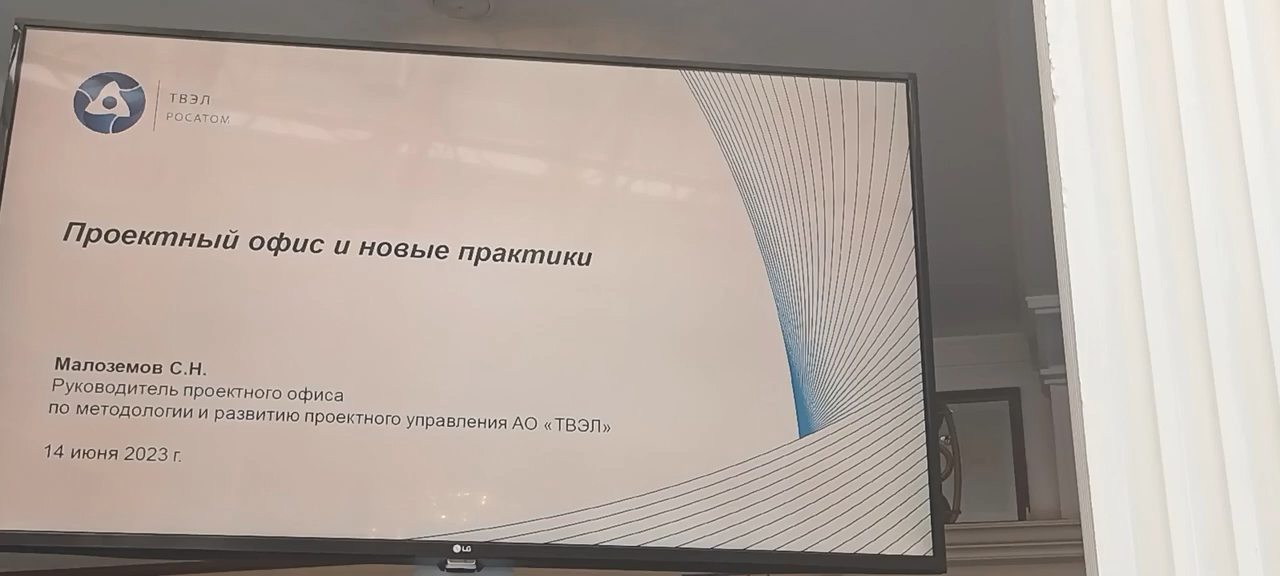 ТВЭЛ
РОСАТОМ
Проектный офис и новые практики
Малоземов С.Н.
Руководитель проектного офиса
по методологии и развитию проектного управления АО «ТВЭЛ»
14 июня 2023 г.
LG